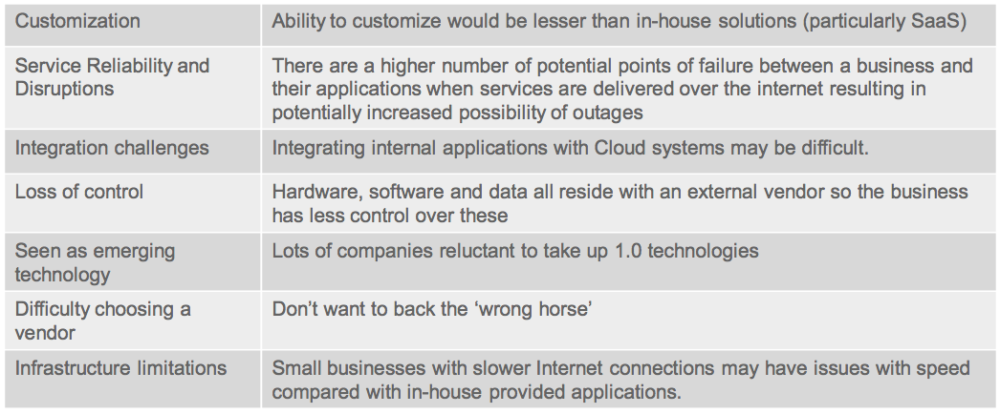 Customization
Ability to customize would be lesser than in-house solutions (particularly SaaS)
Service Reliability and
Disruptions
There are a higher number of potential points of failure between a business and
their applications when services are delivered over the internet resulting in
potentially increased possibility of outages
Integration challenges
Integrating internal applications with Cloud systems may be difficult.
Loss of control
Hardware, software and data all reside with an external vendor so the business
has less control over these
Seen as emerging
technology
Lots of companies reluctant to take up 1.0 technologies
Difficulty choosing a
vendor
Don’t want to back the ‘wrong horse’
Infrastructure limitations
Small businesses with slower Internet connections may have issues with speed
compared with in-house provided applications.